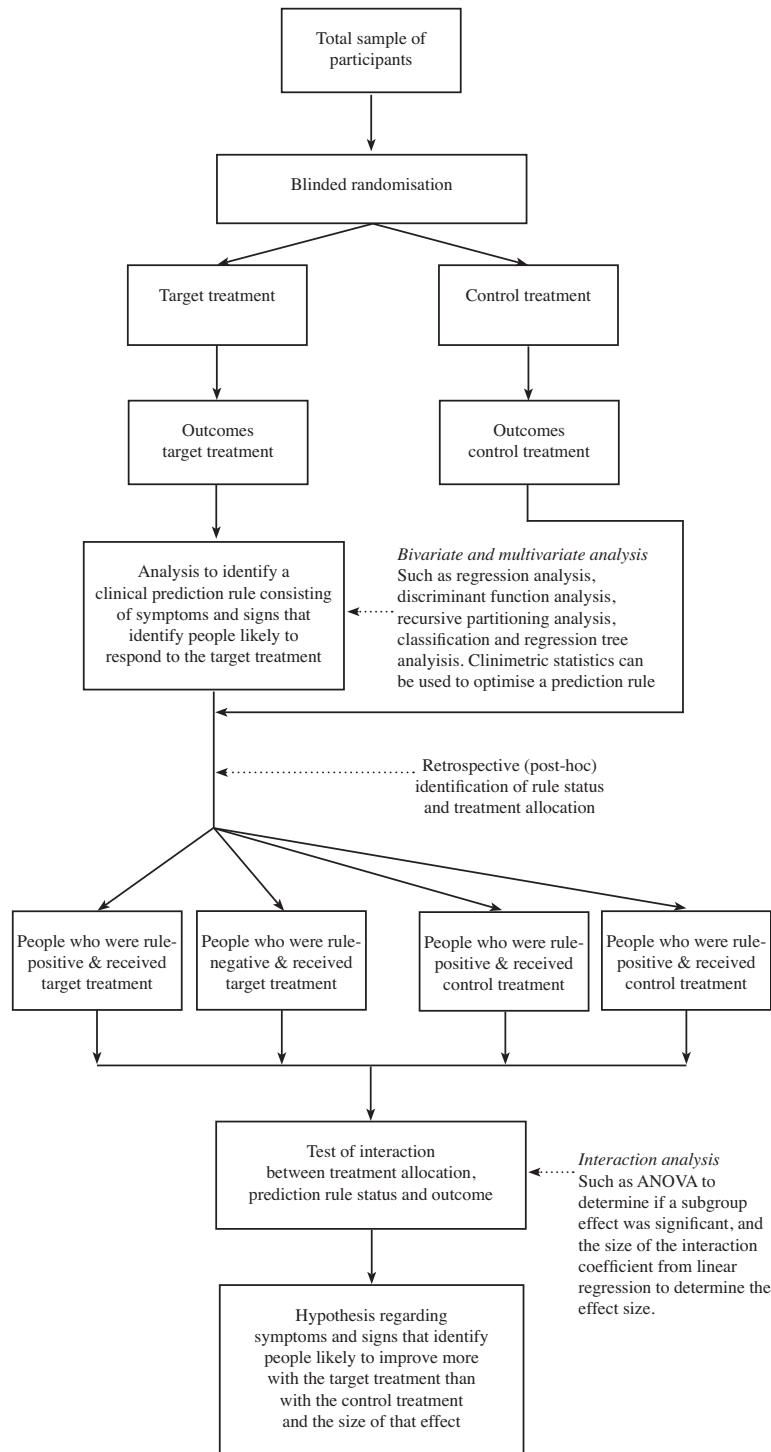 Total sample of
participants
Blinded randomisation
Target treatment
Control treatment
Outcomes
target treatment
Outcomes
control treatment
Analysis to identify a
clinical prediction rule consisting
of symptoms and signs that
identify people likely to
respond to the target treatment
Bivariate and multivariate analysis
Such as regression analysis,
discriminant function analysis,
recursive partitioning analysis,
classification and regression tree
analyisis. Clinimetric statistics can
be used to optimise a prediction rule
Retrospective (post-hoc)
identification of rule status
and treatment allocation
People who were rule-
positive & received
target treatment
People who were rule-
negative & received
target treatment
People who were rule-
positive & received
control treatment
People who were rule-
positive & received
control treatment
Test of interaction
between treatment allocation,
prediction rule status and outcome
Interaction analysis
Such as ANOVA to
determine if a subgroup
effect was significant, and
the size of the interaction
coefficient from linear
regression to determine the
effect size.
Hypothesis regarding
symptoms and signs that identify
people likely to improve more
with the target treatment than
with the control treatment
and the size of that effect